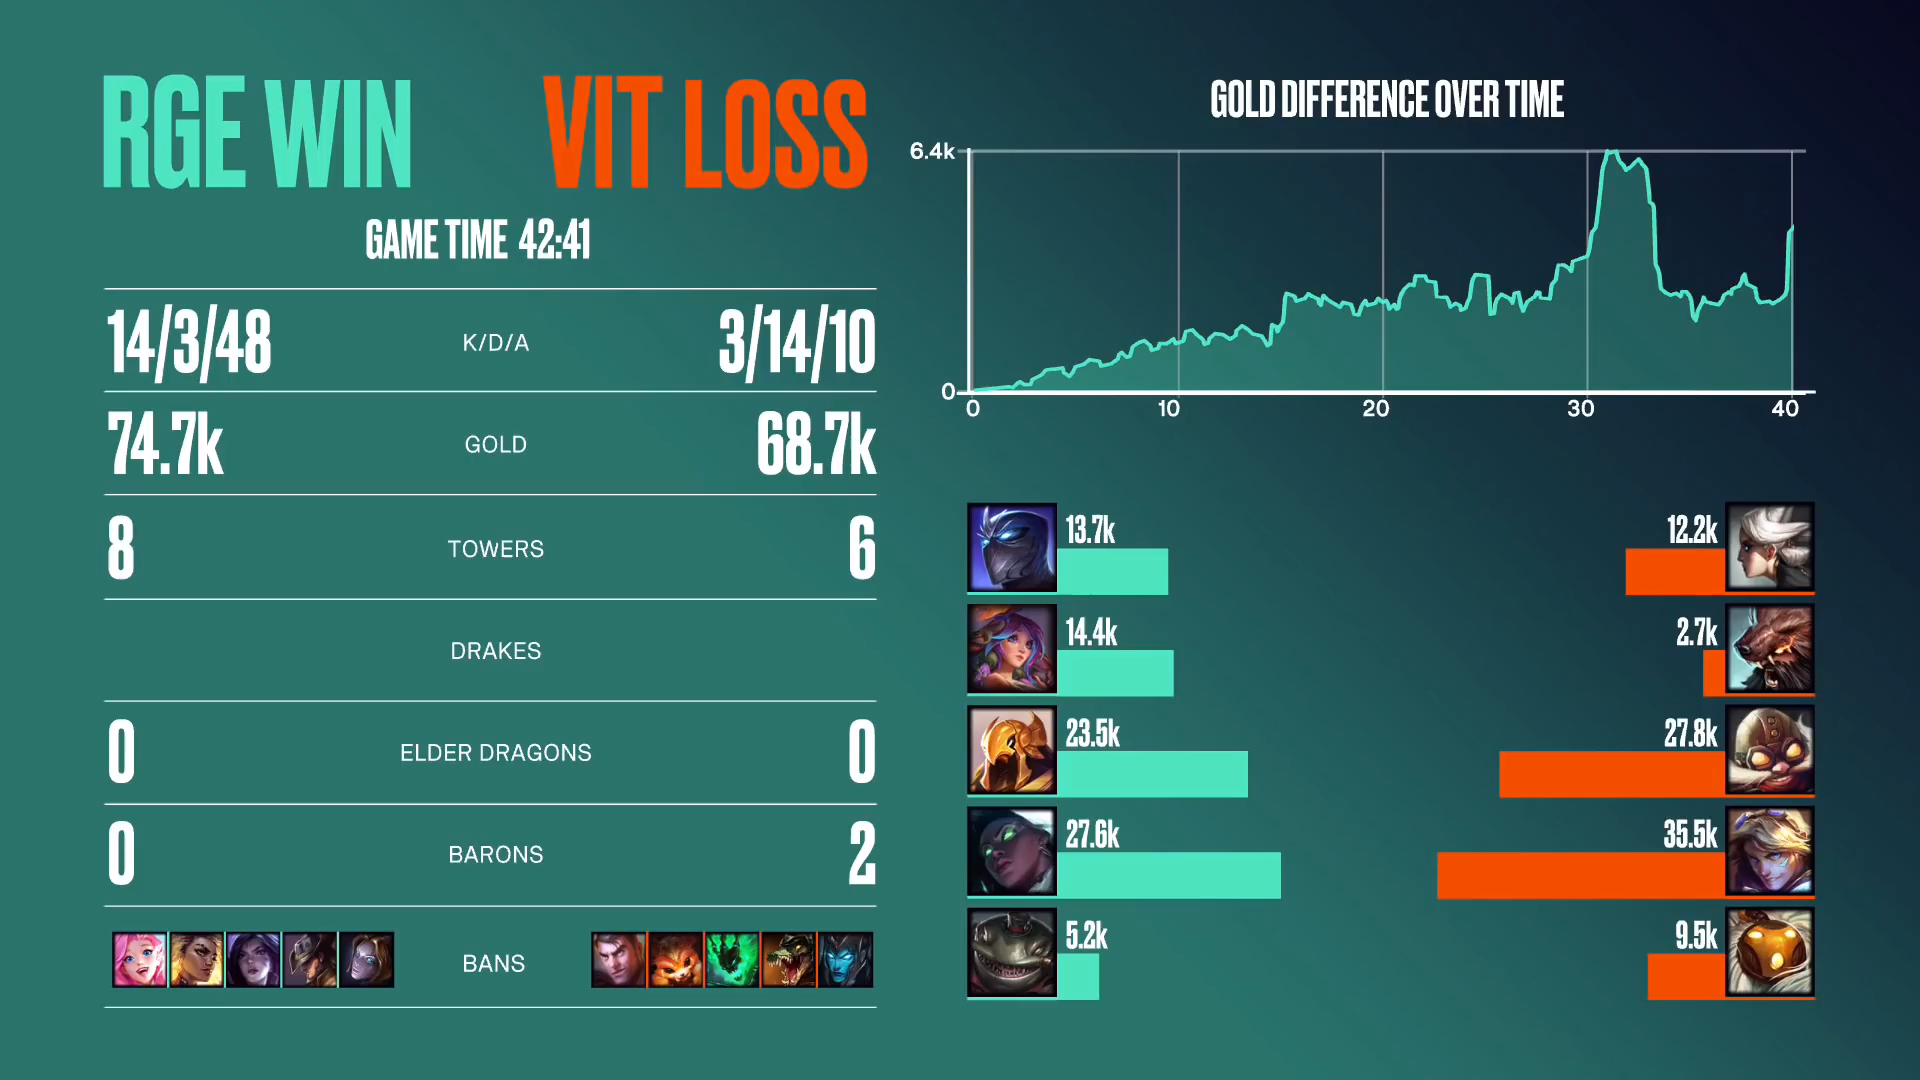 RGE WIN VIT LOSS
GAME TIME 42:41
14/3/48 K/D/A 3/14/10
74.7k GOLD 68.7k
8 TOWERS 6
DRAKES
0 ELDER DRAGONS 0
0 BARONS 2
BANS
GOLD DIFFERENCE OVER TIME
6.4k
0
0 10 20 30 40
13.7k 12.2k
14.4k 2.7k
23.5k 27.8k
27.6k 35.5k
5.2k 9.5k